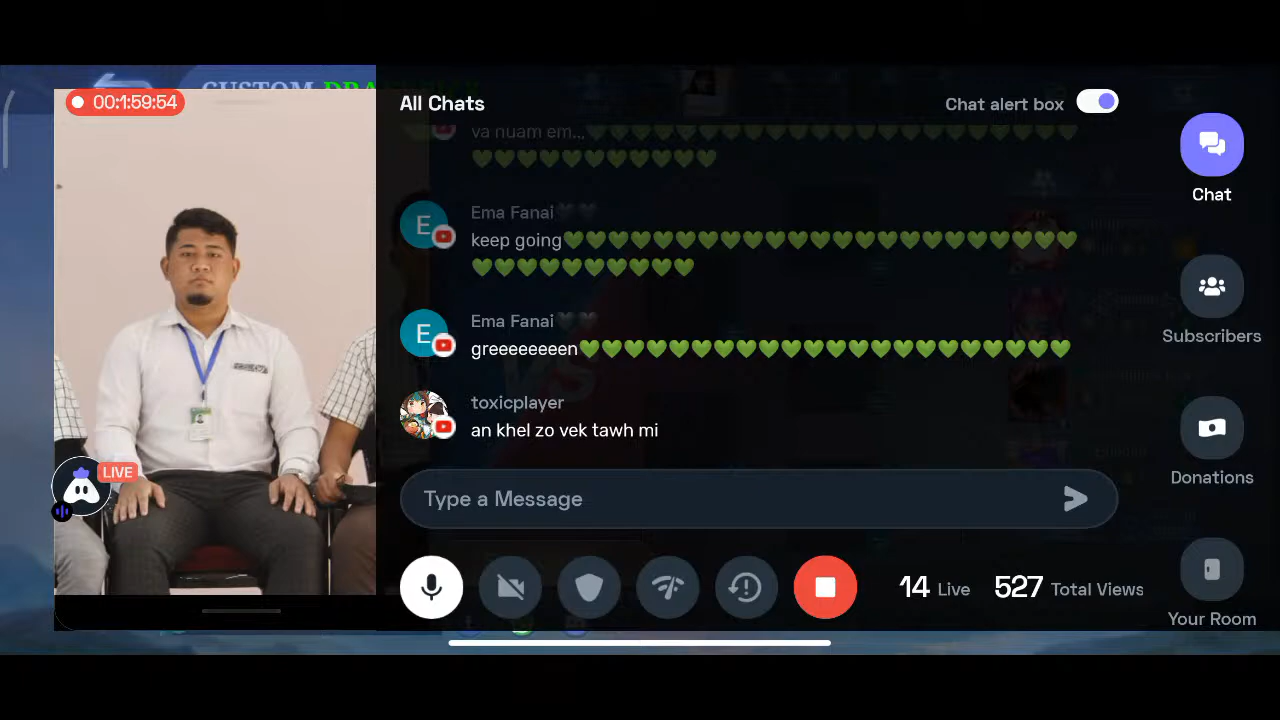 00:1:59:54
All Chats
Chat alert box
va nuam em...💚💚💚💚💚💚💚💚💚💚💚💚💚💚💚💚💚💚💚💚💚💚
💚💚💚💚💚💚💚💚💚💚💚
Ema Fanai🖤🖤
keep going💚💚💚💚💚💚💚💚💚💚💚💚💚💚💚💚💚💚💚💚💚💚💚
💚💚💚💚💚💚💚💚💚💚
Ema Fanai🖤🖤
greeeeeeeen💚💚💚💚💚💚💚💚💚💚💚💚💚💚💚💚💚💚💚💚💚💚
toxicplayer
an khel zo vek tawh mi
Type a Message
LIVE
14 Live
527 Total Views
Chat
Subscribers
Donations
Your Room
E
E
CUSTOM
VS